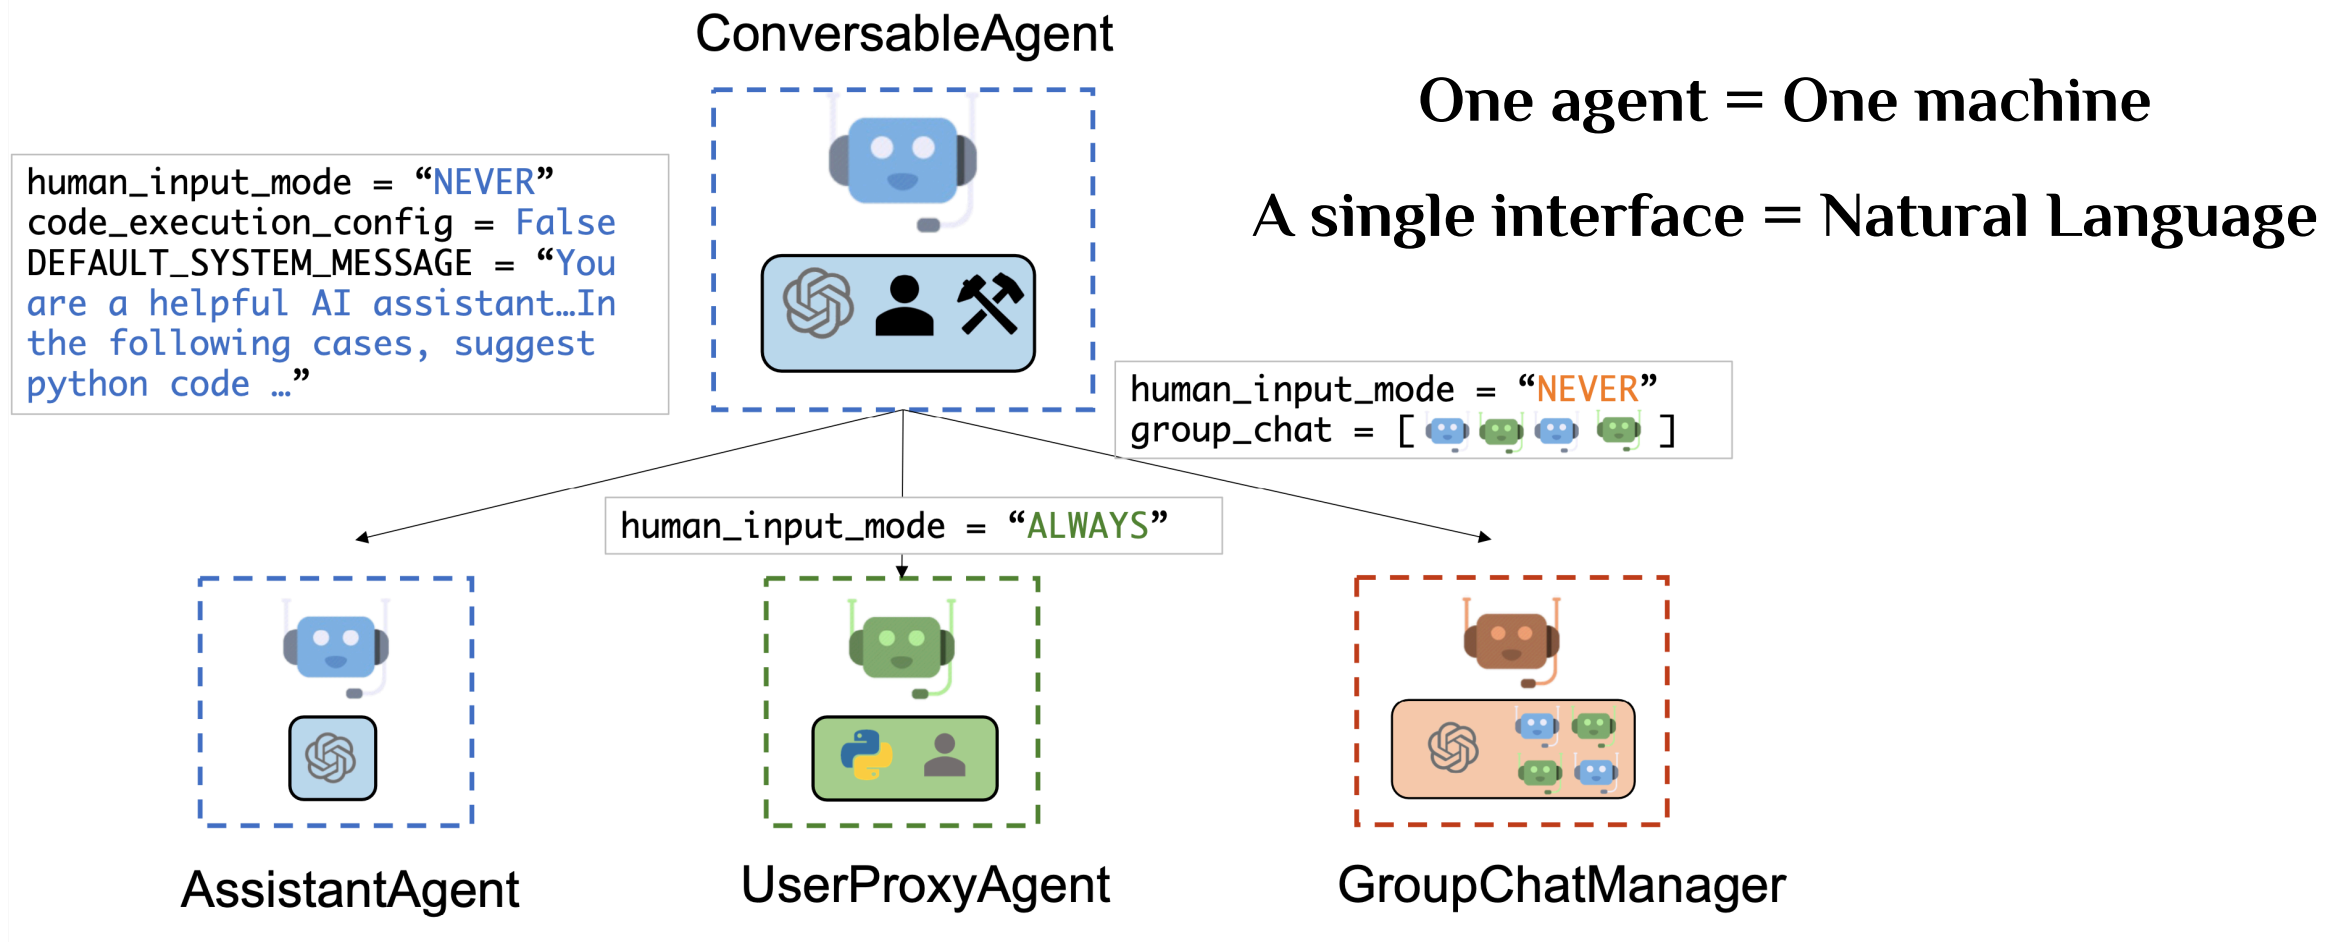 ConversableAgent
One agent = One machine
A single interface = Natural Language
human_input_mode = “NEVER”
code_execution_config = False
DEFAULT_SYSTEM_MESSAGE = “You
are a helpful AI assistant…In
the following cases, suggest
python code …”
human_input_mode = “NEVER”
group_chat = [ ]
human_input_mode = “ALWAYS”
AssistantAgent
UserProxyAgent
GroupChatManager